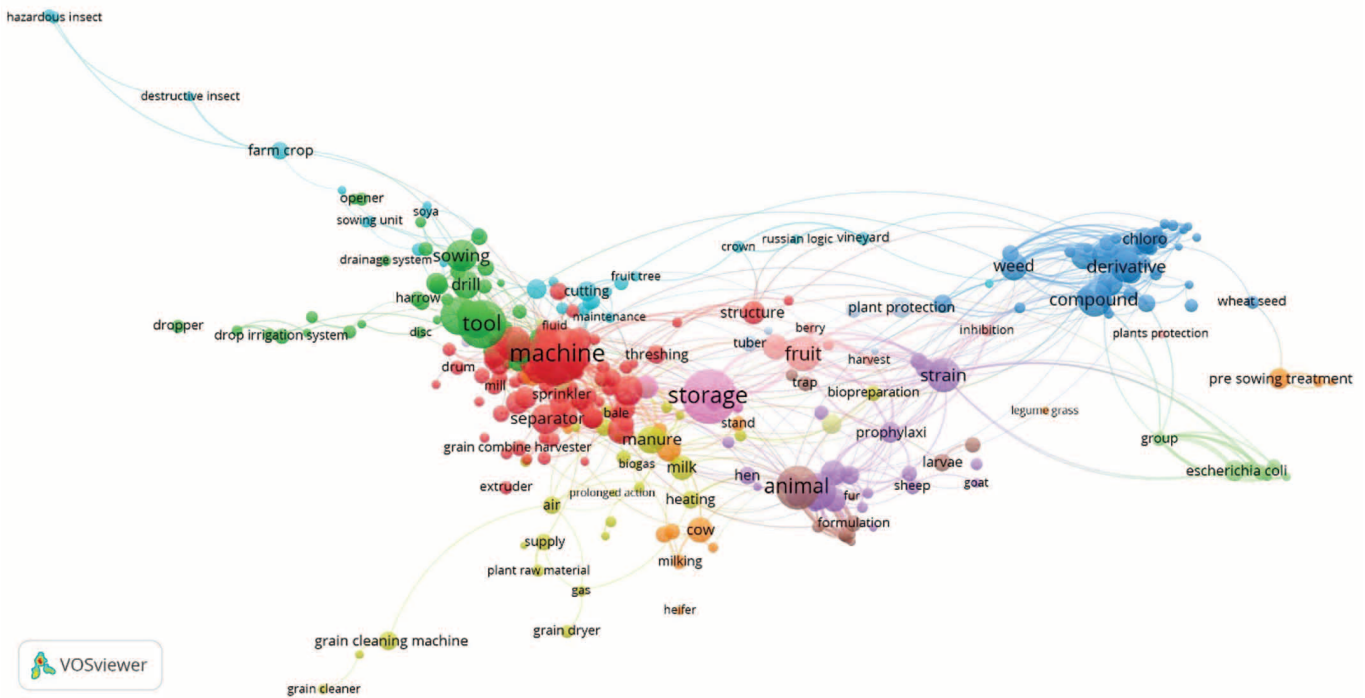 hazardous insect
destructive insect
farm crop
opener
sowing unit
soya
sowing
drainage system
drill
harrow
tool
disc
dropper
drop irrigation system
crown
russian logic
vineyard
fruit tree
cutting
maintenance
fluid
structure
plant protection
weed
chloro
derivative
compound
wheat seed
plants protection
inhibition
berry
tuber
fruit
harvest
trap
biopreparation
strain
machine
threshing
drum
mill
sprinkler
separator
bale
storage
stand
manure
grain combine harvester
biogas
milk
extruder
prolonged action
heating
air
supply
plant raw material
gas
cow
milking
heifer
grain dryer
grain cleaning machine
grain cleaner
prophylaxi
hen
animal
fur
formulation
sheep
larvae
goat
legume grass
pre sowing treatment
group
escherichia coli
VOSviewer